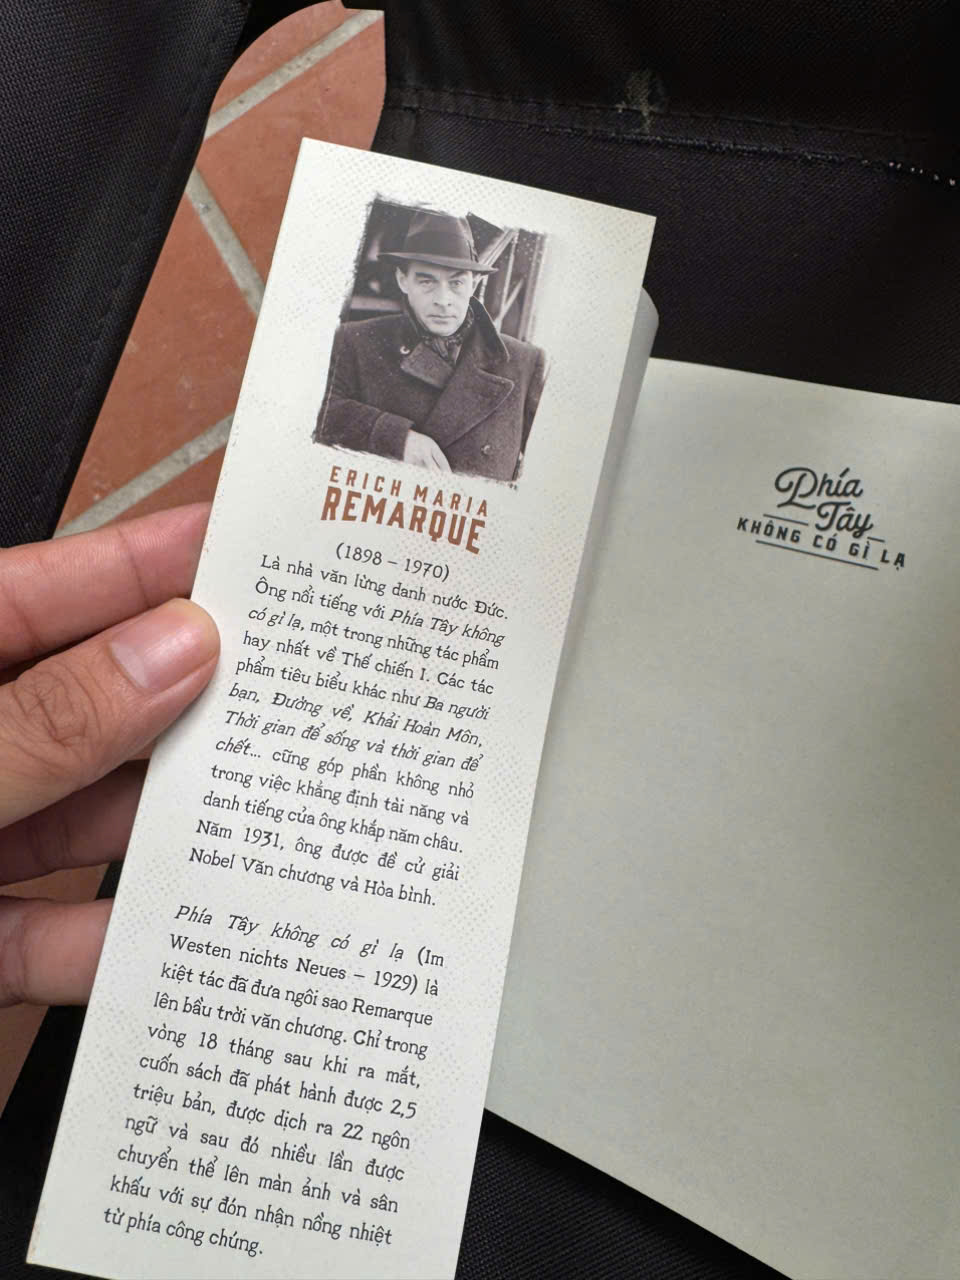 ERICH MARIA
REMARQUE
(1898 – 1970)
Là nhà văn lừng danh nước Đức.
Ông nổi tiếng với Phía Tây không
có gì lạ, một trong những tác phẩm
hay nhất về Thế chiến I. Các tác
phẩm tiêu biểu khác như Ba người
bạn, Đường về, Khải Hoàn Môn,
Thời gian để sống và thời gian để
chết... cũng góp phần không nhỏ
trong việc khẳng định tài năng và
danh tiếng của ông khắp năm châu.
Năm 1931, ông được đề cử giải
Nobel Văn chương và Hòa bình.
Phía Tây không có gì lạ (Im
Westen nichts Neues – 1929) là
kiệt tác đã đưa ngôi sao Remarque
lên bầu trời văn chương. Chỉ trong
vòng 18 tháng sau khi ra mắt,
cuốn sách đã phát hành được 2,5
triệu bản, được dịch ra 22 ngôn
ngữ và sau đó nhiều lần được
chuyển thể lên màn ảnh và sân
khấu với sự đón nhận nồng nhiệt
từ phía công chúng.
Phía
Tây
KHÔNG CÓ GÌ LẠ